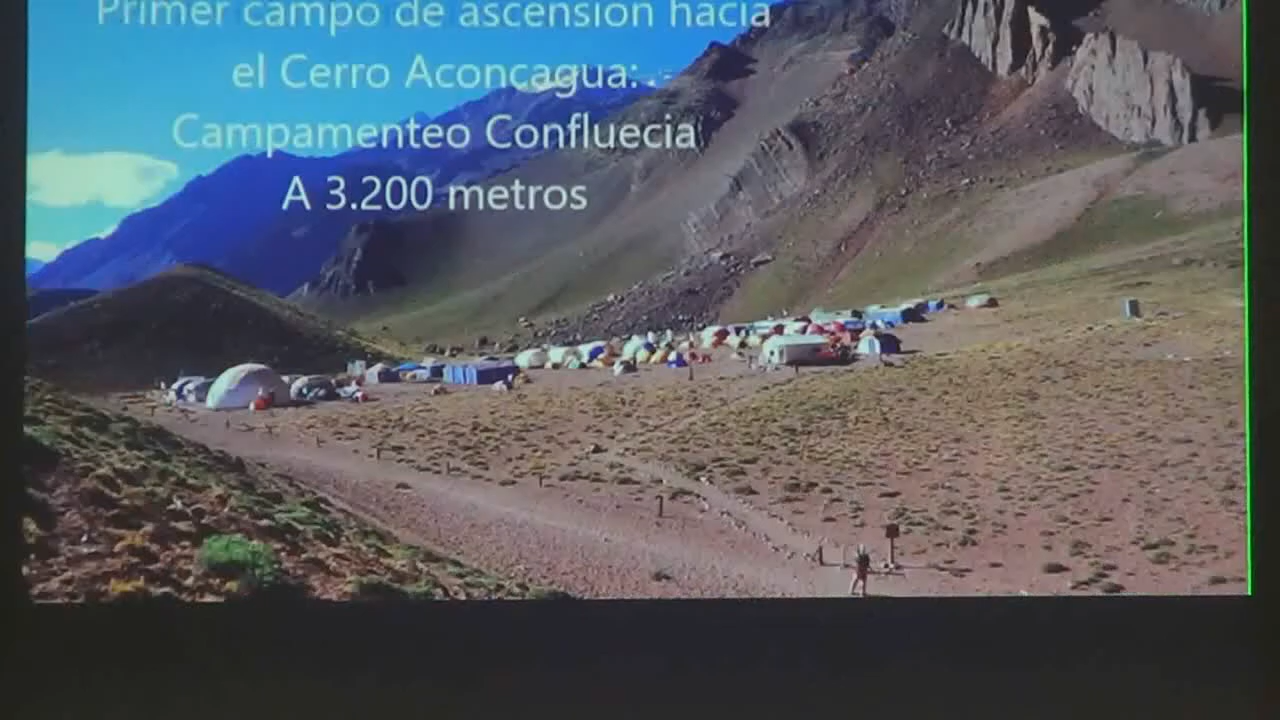 Primer campo de ascensión hacia
el Cerro Aconcagua:
Campamenteo Confluecia
A 3.200 metros